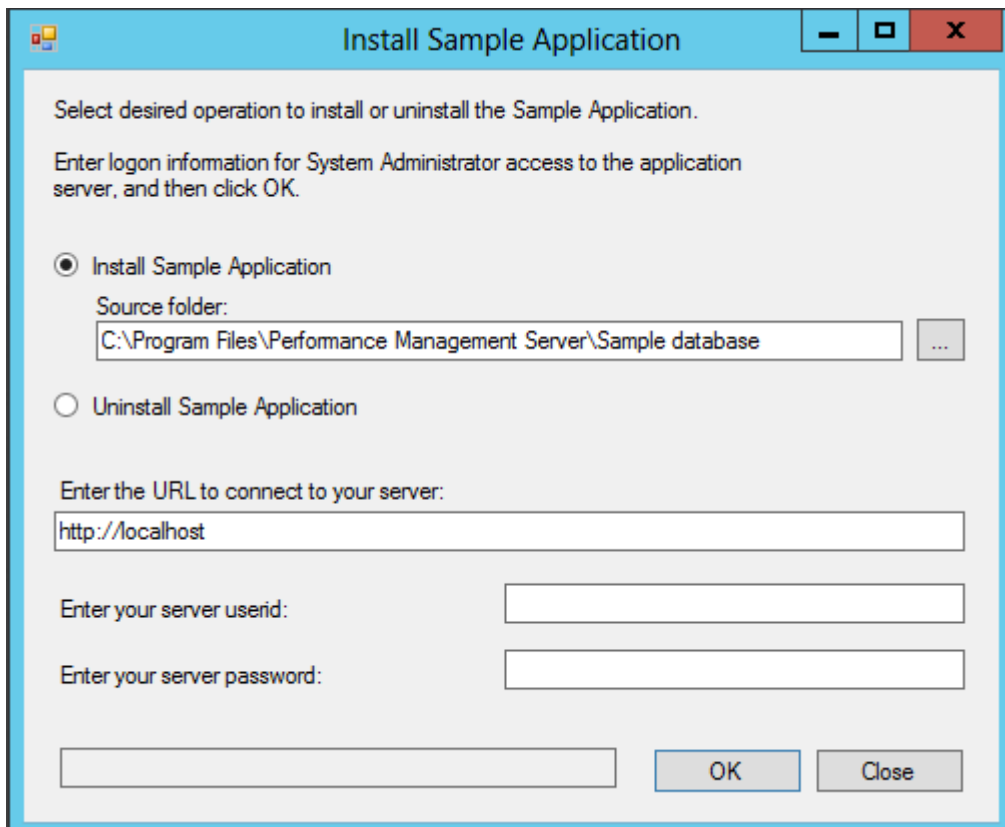 Install Sample Application
Select desired operation to install or uninstall the Sample Application.
Enter logon information for System Administrator access to the application
server, and then click OK.
Install Sample Application
Source folder:
C:\Program Files\Performance Management Server\Sample database
...
Uninstall Sample Application
Enter the URL to connect to your server:
http://localhost
Enter your server userid:
Enter your server password:
OK Close